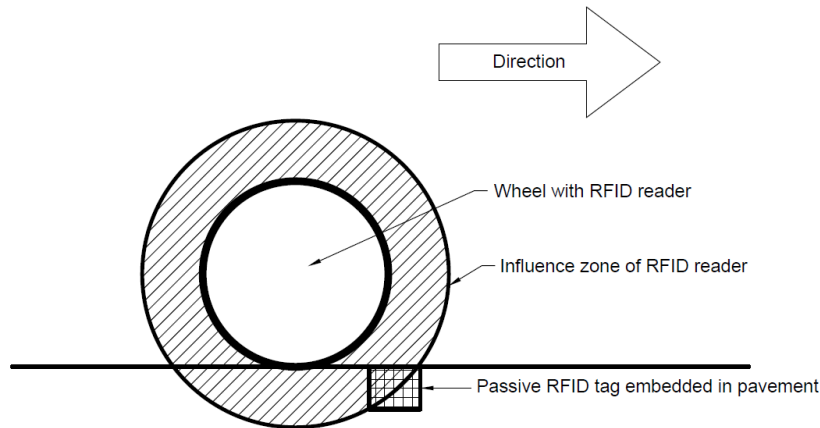 Direction
Wheel with RFID reader
Influence zone of RFID reader
Passive RFID tag embedded in pavement